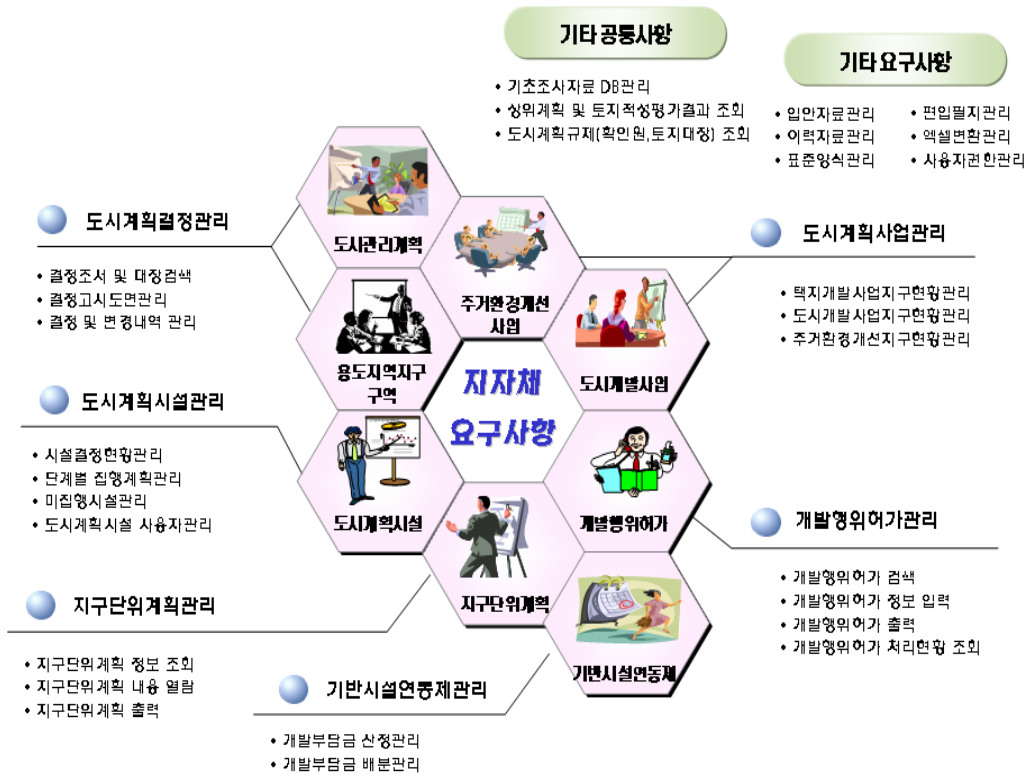 기타공통사항
• 기초조사자료 DB관리
• 상위계획 및 토지적성평가결과 조회
• 도시계획규제(확인원,토지대장) 조회
기타요구사항
• 입안자료관리
• 이력자료관리
• 표준양식관리
• 편입필지관리
• 엑셀변환관리
• 사용자권한관리
도시계획결정관리
• 결정조서 및 대장검색
• 결정고시도면관리
• 결정 및 변경내역 관리
도시계획시설관리
• 시설결정현황관리
• 단계별 집행계획관리
• 미집행시설관리
• 도시계획시설 사용자관리
지구단위계획관리
• 지구단위계획 정보 조회
• 지구단위계획 내용 열람
• 지구단위계획 출력
기반시설연동제관리
• 개발부담금 산정관리
• 개발부담금 배분관리
도시관리계획
주거환경개선
사업
용도지역지구
구역
도시개발사업
지자체
요구사항
도시계획시설
개발행위허가
지구단위계획
기반시설연동제
도시계획사업관리
• 택지개발사업지구현황관리
• 도시개발사업지구현황관리
• 주거환경개선지구현황관리
개발행위허가관리
• 개발행위허가 검색
• 개발행위허가 정보 입력
• 개발행위허가 출력
• 개발행위허가 처리현황 조회